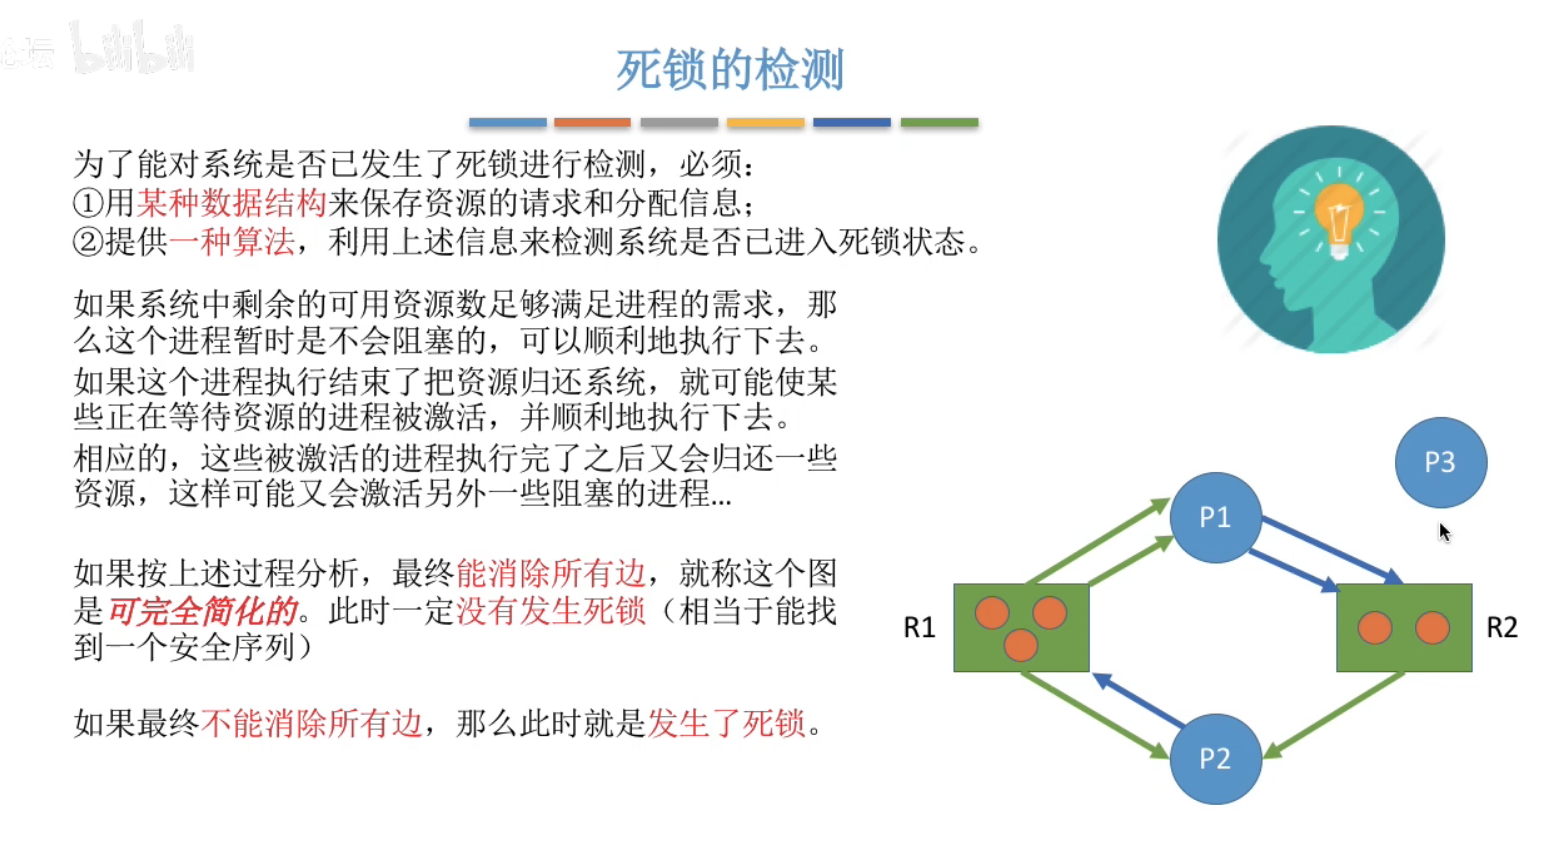 坛 bilibili
死锁的检测
为了能对系统是否已发生了死锁进行检测，必须：
①用某种数据结构来保存资源的请求和分配信息；
②提供一种算法，利用上述信息来检测系统是否已进入死锁状态。
如果系统中剩余的可用资源数足够满足进程的需求，那
么这个进程暂时是不会阻塞的，可以顺利地执行下去。
如果这个进程执行结束了把资源归还系统，就可能使某
些正在等待资源的进程被激活，并顺利地执行下去。
相应的，这些被激活的进程执行完了之后又会归还一些
资源，这样可能又会激活另外一些阻塞的进程...
如果按上述过程分析，最终能消除所有边，就称这个图
是可完全简化的。此时一定没有发生死锁（相当于能找
到一个安全序列）
如果最终不能消除所有边，那么此时就是发生了死锁。
P3
P1
R1
R2
P2